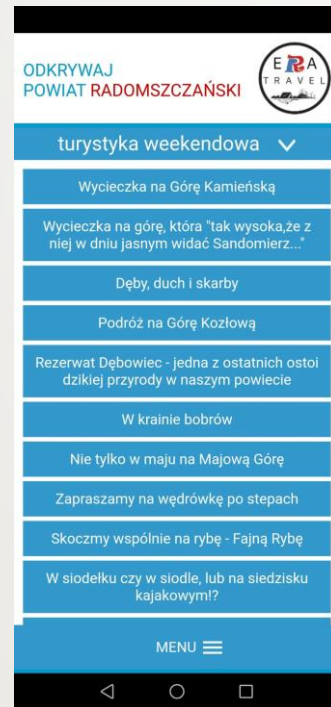 ODKRYWAJ
POWIAT RADOMSZCZAŃSKI
ERA
TRAVEL
turystyka weekendowa
Wycieczka na Górę Kamieńską
Wycieczka na górę, która "tak wysoka,że z
niej w dniu jasnym widać Sandomierz..."
Dęby, duch i skarby
Podróż na Górę Kozłową
Rezerwat Dębowiec - jedna z ostatnich ostoi
dzikiej przyrody w naszym powiecie
W krainie bobrów
Nie tylko w maju na Majową Górę
Zapraszamy na wędrówkę po stepach
Skoczmy wspólnie na rybę - Fajną Rybę
W siodełku czy w siodle, lub na siedzisku
kajakowym!?
MENU